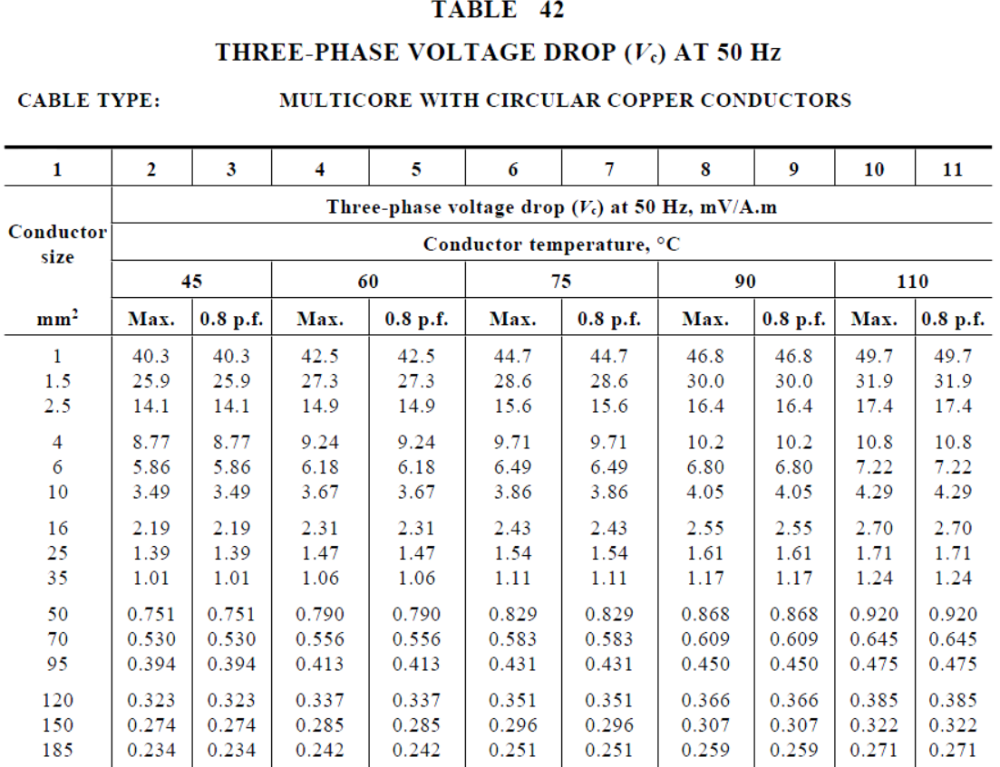 TABLE 42
THREE-PHASE VOLTAGE DROP (Vc) AT 50 Hz
CABLE TYPE: MULTICORE WITH CIRCULAR COPPER CONDUCTORS
1 2 3 4 5 6 7 8 9 10 11
Three-phase voltage drop (Vc) at 50 Hz, mV/A.m
Conductor size
Conductor temperature, °C
45 60 75 90 110
mm² Max. 0.8 p.f. Max. 0.8 p.f. Max. 0.8 p.f. Max. 0.8 p.f. Max. 0.8 p.f.
1 40.3 40.3 42.5 42.5 44.7 44.7 46.8 46.8 49.7 49.7
1.5 25.9 25.9 27.3 27.3 28.6 28.6 30.0 30.0 31.9 31.9
2.5 14.1 14.1 14.9 14.9 15.6 15.6 16.4 16.4 17.4 17.4
4 8.77 8.77 9.24 9.24 9.71 9.71 10.2 10.2 10.8 10.8
6 5.86 5.86 6.18 6.18 6.49 6.49 6.80 6.80 7.22 7.22
10 3.49 3.49 3.67 3.67 3.86 3.86 4.05 4.05 4.29 4.29
16 2.19 2.19 2.31 2.31 2.43 2.43 2.55 2.55 2.70 2.70
25 1.39 1.39 1.47 1.47 1.54 1.54 1.61 1.61 1.71 1.71
35 1.01 1.01 1.06 1.06 1.11 1.11 1.17 1.17 1.24 1.24
50 0.751 0.751 0.790 0.790 0.829 0.829 0.868 0.868 0.920 0.920
70 0.530 0.530 0.556 0.556 0.583 0.583 0.609 0.609 0.645 0.645
95 0.394 0.394 0.413 0.413 0.431 0.431 0.450 0.450 0.475 0.475
120 0.323 0.323 0.337 0.337 0.351 0.351 0.366 0.366 0.385 0.385
150 0.274 0.274 0.285 0.285 0.296 0.296 0.307 0.307 0.322 0.322
185 0.234 0.234 0.242 0.242 0.251 0.251 0.259 0.259 0.271 0.271